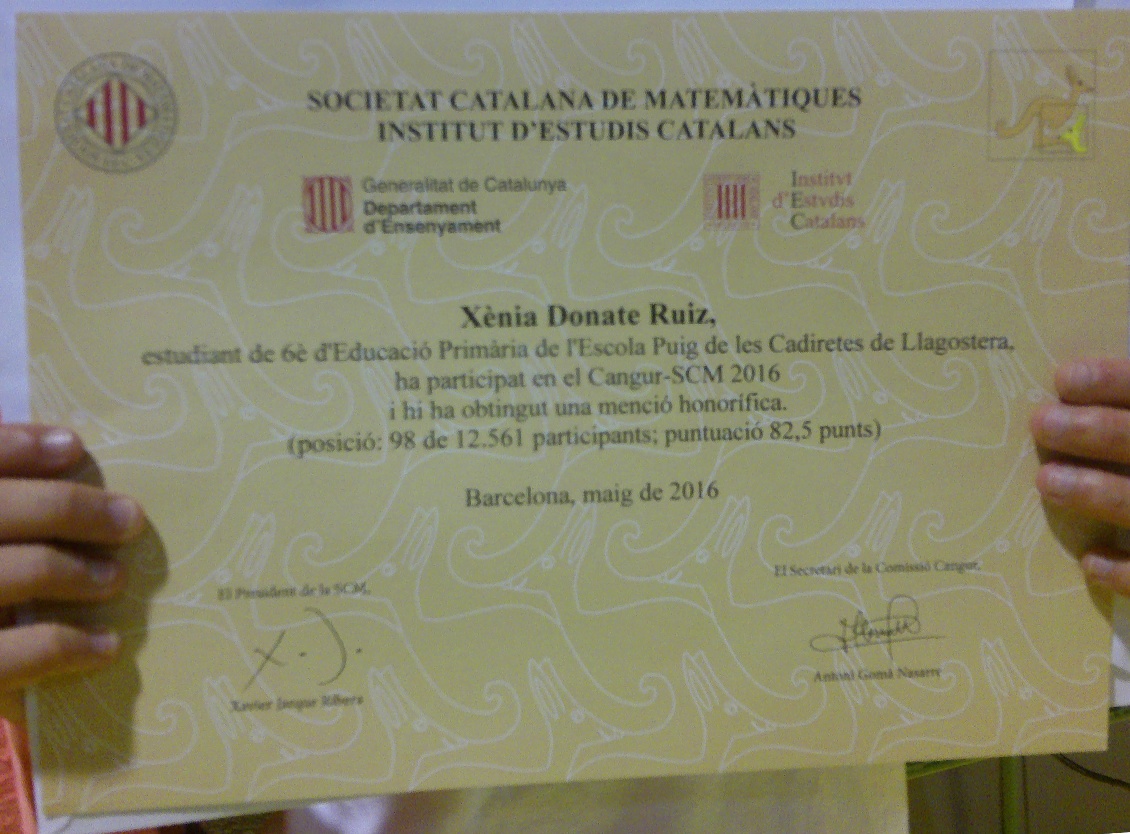 SOCIETAT CATALANA DE MATEMÀTIQUES
INSTITUT D'ESTUDIS CATALANS
Generalitat de Catalunya
Departament
d'Ensenyament
Institvt
d'Estvdis
Catalans
Xènia Donate Ruiz,
estudiant de 6è d'Educació Primària de l'Escola Puig de les Cadiretes de Llagostera,
ha participat en el Cangur-SCM 2016
i hi ha obtingut una menció honorífica.
(posició: 98 de 12.561 participants; puntuació 82,5 punts)
Barcelona, maig de 2016
El President de la SCM,
El Secretari de la Comissió Cangur,
Xavier Jarque Ribera
Antoni Gomà Nasarre